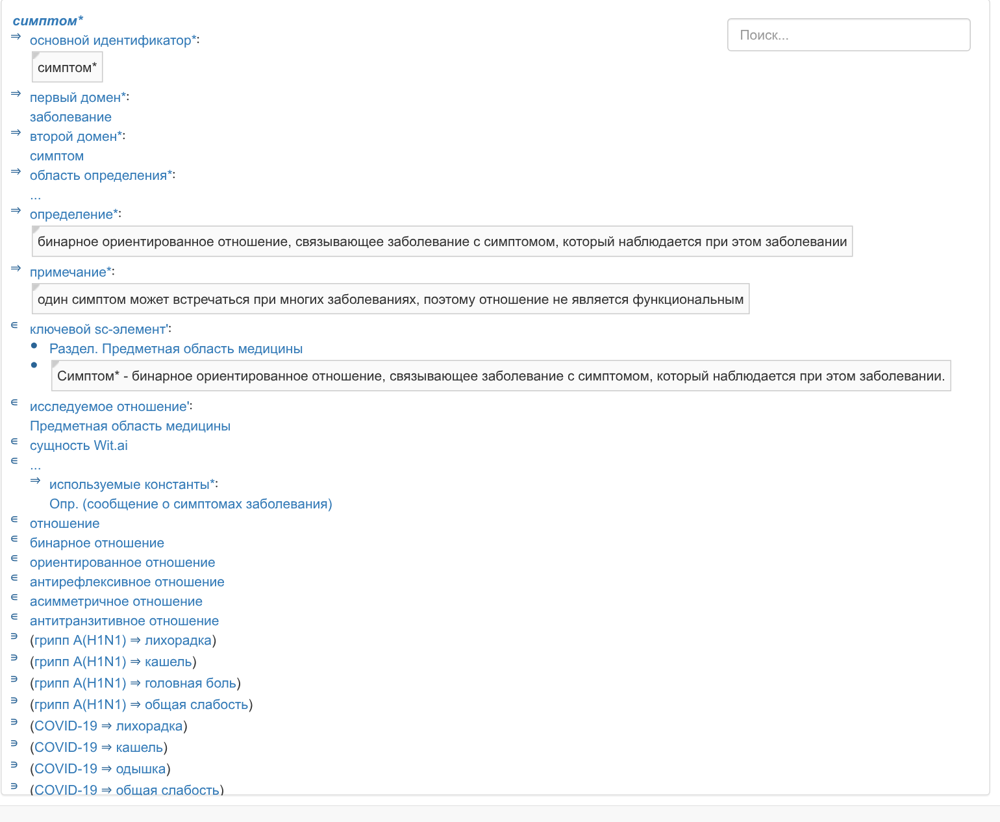 симптом*
Поиск...
⇒ основной идентификатор*:
симптом*
⇒ первый домен*:
заболевание
⇒ второй домен*:
симптом
⇒ область определения*:
...
⇒ определение*:
бинарное ориентированное отношение, связывающее заболевание с симптомом, который наблюдается при этом заболевании
⇒ примечание*:
один симптом может встречаться при многих заболеваниях, поэтому отношение не является функциональным
∈ ключевой sc-элемент':
● Раздел. Предметная область медицины
● Симптом* - бинарное ориентированное отношение, связывающее заболевание с симптомом, который наблюдается при этом заболевании.
∈ исследуемое отношение':
Предметная область медицины
∈ сущность Wit.ai
∈ ...
⇒ используемые константы*:
Опр. (сообщение о симптомах заболевания)
∈ отношение
∈ бинарное отношение
∈ ориентированное отношение
∈ антирефлексивное отношение
∈ асимметричное отношение
∈ антитранзитивное отношение
∋ (грипп A(H1N1) ⇒ лихорадка)
∋ (грипп A(H1N1) ⇒ кашель)
∋ (грипп A(H1N1) ⇒ головная боль)
∋ (грипп A(H1N1) ⇒ общая слабость)
∋ (COVID-19 ⇒ лихорадка)
∋ (COVID-19 ⇒ кашель)
∋ (COVID-19 ⇒ одышка)
∋ (COVID-19 ⇒ общая слабость)